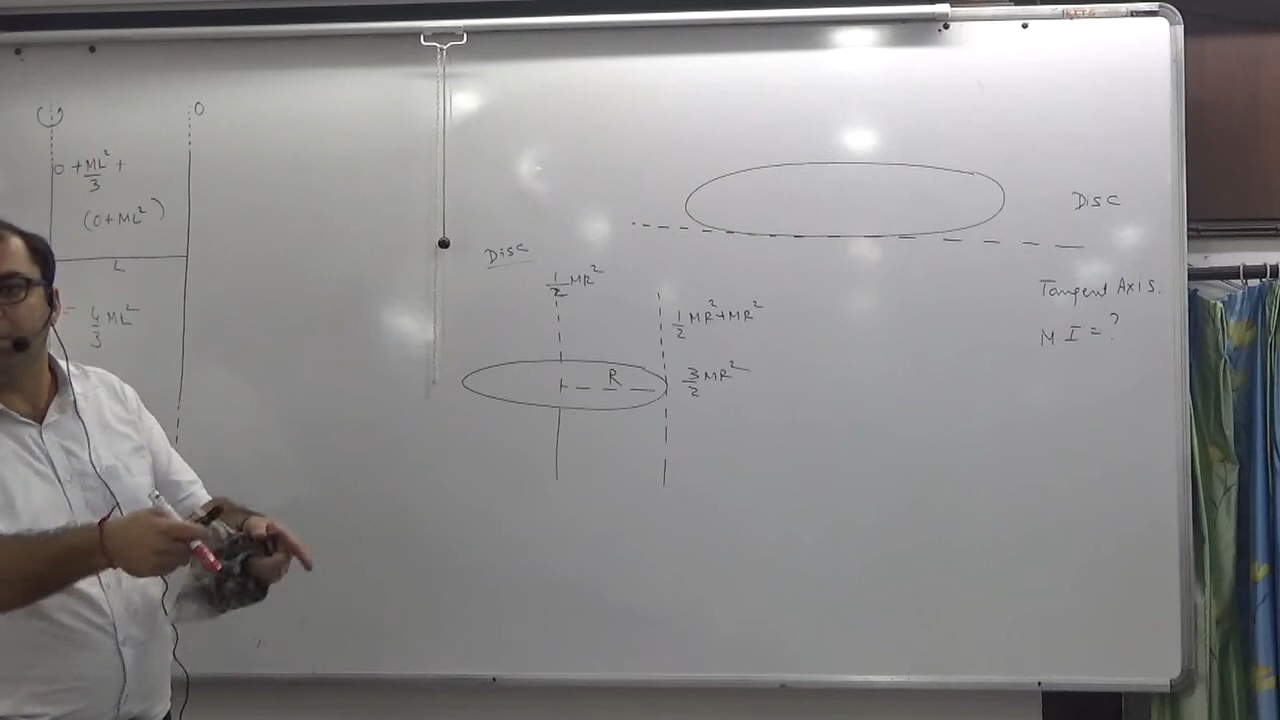 O
0 + ML²/3 +
(0 + ML²)
L
= 4/3 ML²
Disc
1/2 MR²
1/2 MR² + MR²
R
3/2 MR²
Disc
Tangent Axis.
M I = ?